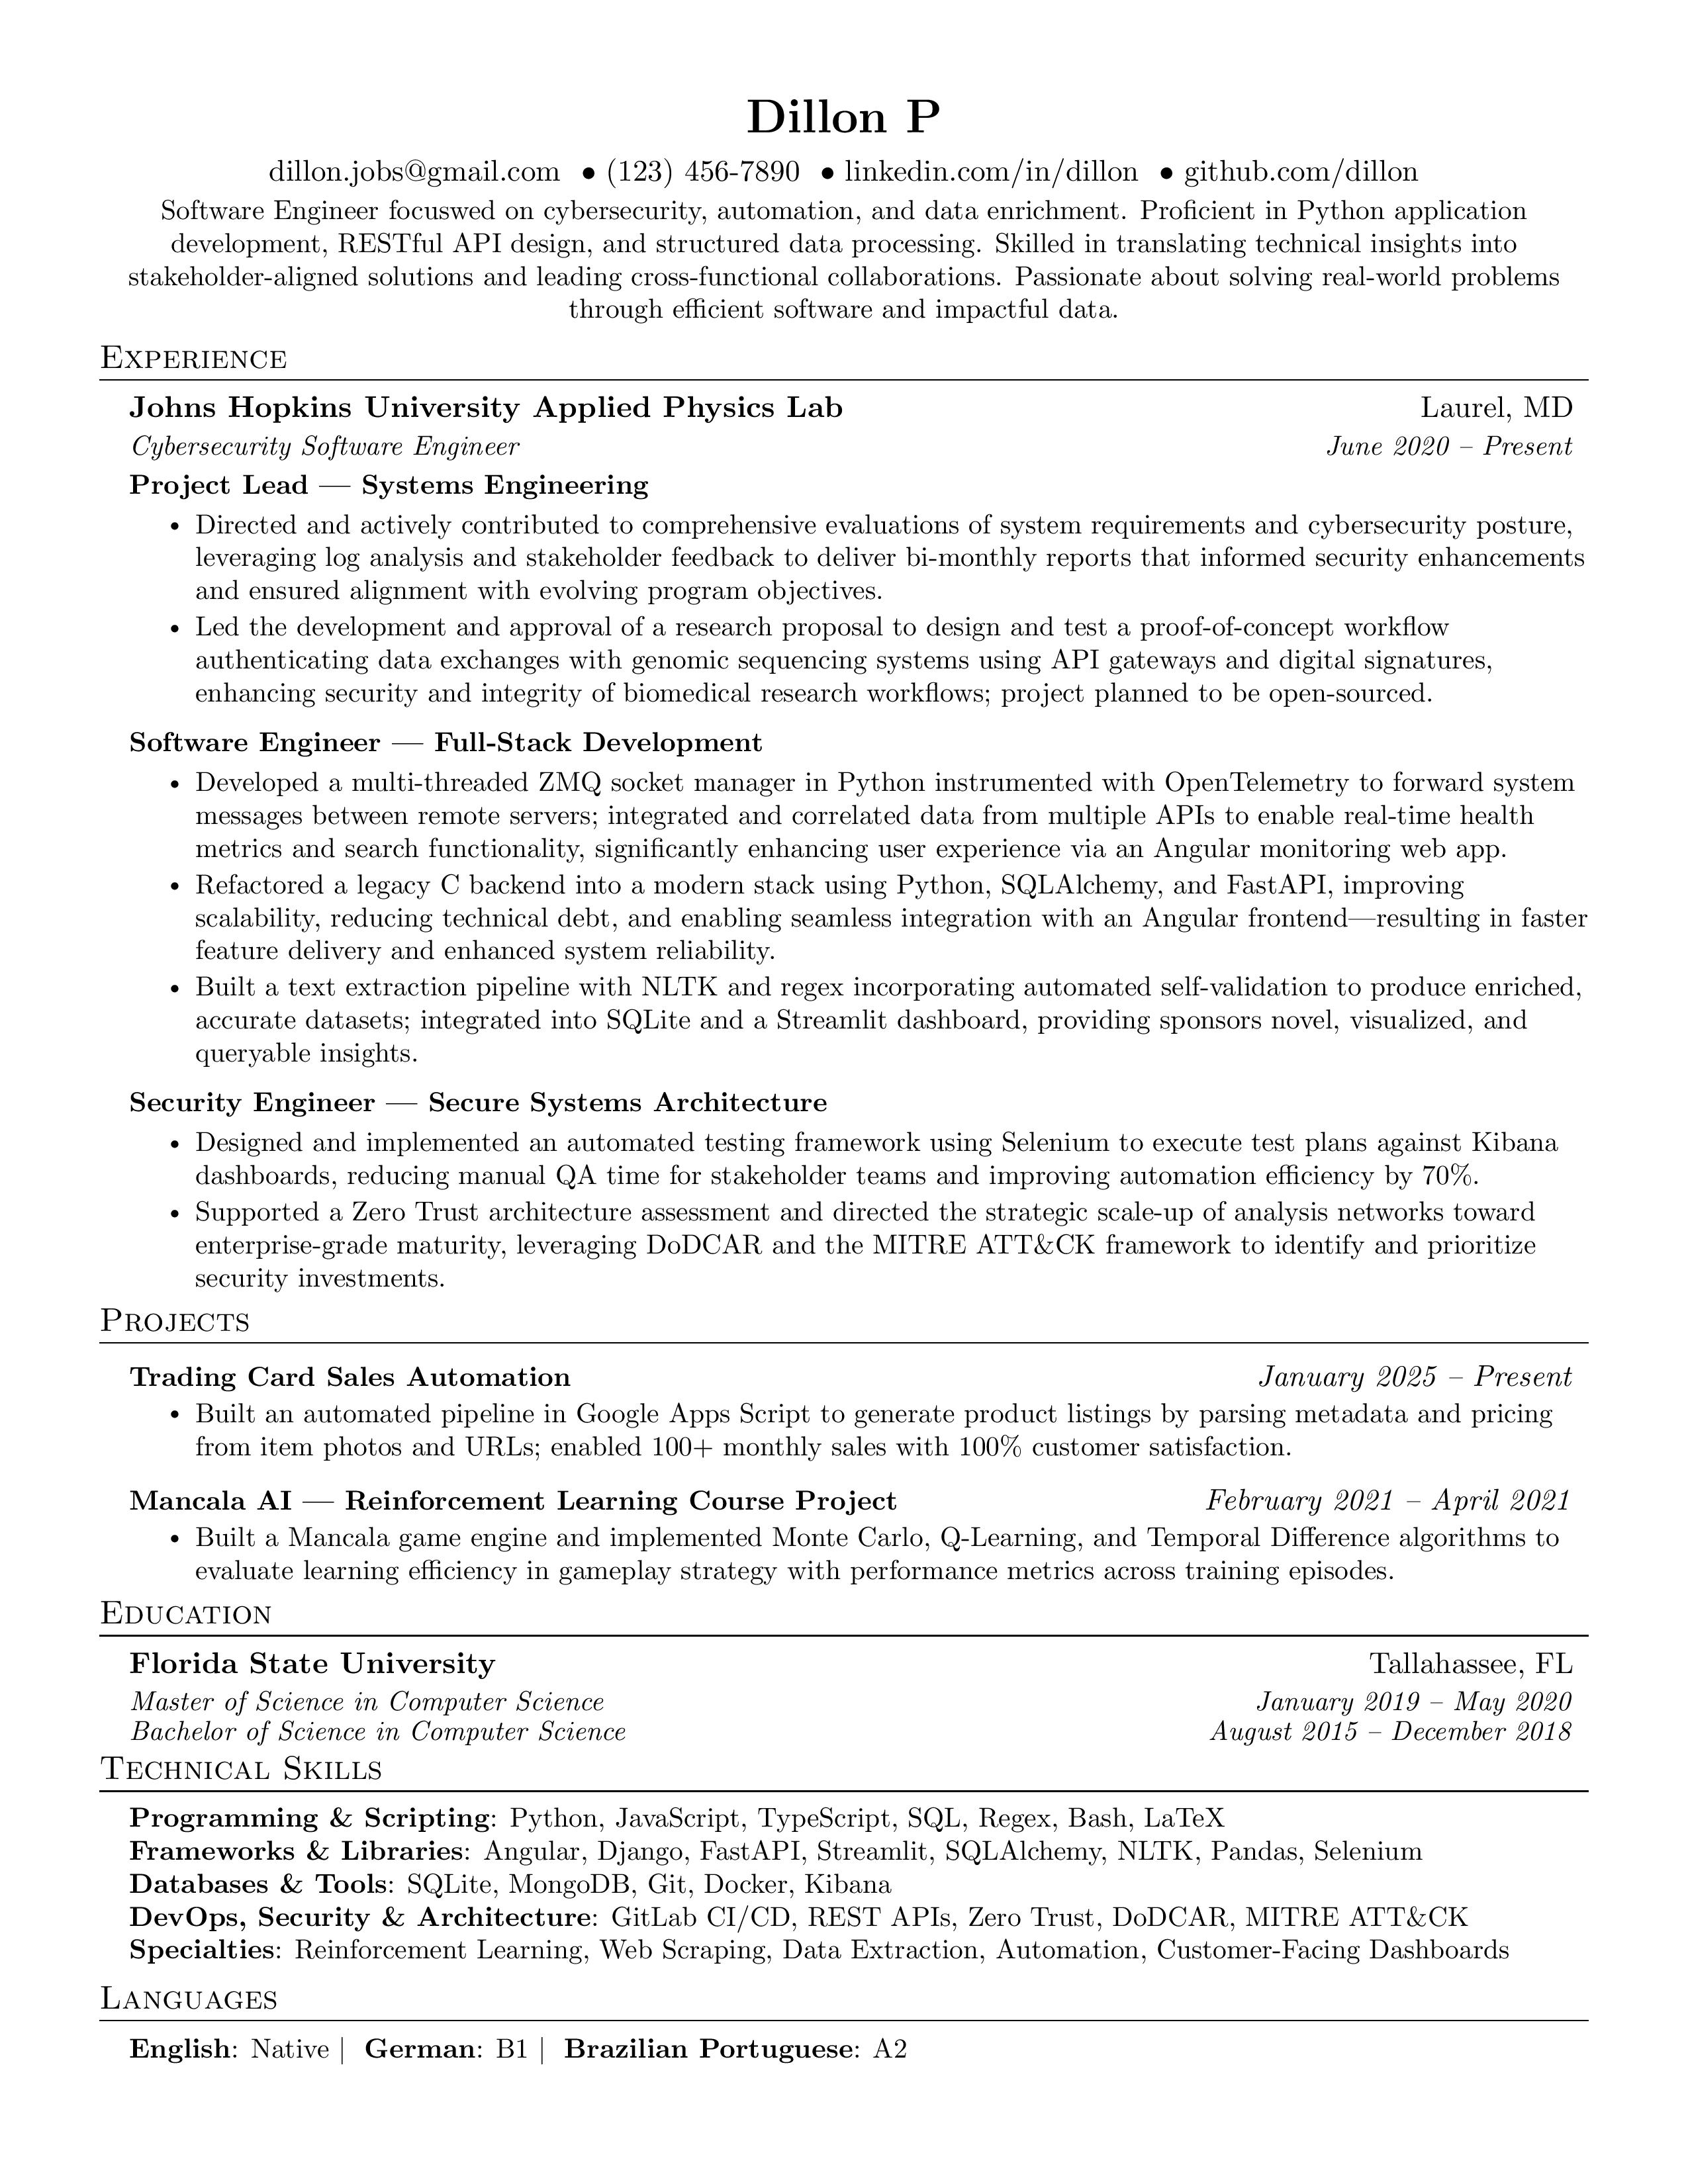 Dillon P
dillon.jobs@gmail.com • (123) 456-7890 • linkedin.com/in/dillon • github.com/dillon
Software Engineer focuswed on cybersecurity, automation, and data enrichment. Proficient in Python application
development, RESTful API design, and structured data processing. Skilled in translating technical insights into
stakeholder-aligned solutions and leading cross-functional collaborations. Passionate about solving real-world problems
through efficient software and impactful data.
Experience
Johns Hopkins University Applied Physics Lab Laurel, MD
Cybersecurity Software Engineer June 2020 – Present
Project Lead — Systems Engineering
• Directed and actively contributed to comprehensive evaluations of system requirements and cybersecurity posture,
leveraging log analysis and stakeholder feedback to deliver bi-monthly reports that informed security enhancements
and ensured alignment with evolving program objectives.
• Led the development and approval of a research proposal to design and test a proof-of-concept workflow
authenticating data exchanges with genomic sequencing systems using API gateways and digital signatures,
enhancing security and integrity of biomedical research workflows; project planned to be open-sourced.
Software Engineer — Full-Stack Development
• Developed a multi-threaded ZMQ socket manager in Python instrumented with OpenTelemetry to forward system
messages between remote servers; integrated and correlated data from multiple APIs to enable real-time health
metrics and search functionality, significantly enhancing user experience via an Angular monitoring web app.
• Refactored a legacy C backend into a modern stack using Python, SQLAlchemy, and FastAPI, improving
scalability, reducing technical debt, and enabling seamless integration with an Angular frontend—resulting in faster
feature delivery and enhanced system reliability.
• Built a text extraction pipeline with NLTK and regex incorporating automated self-validation to produce enriched,
accurate datasets; integrated into SQLite and a Streamlit dashboard, providing sponsors novel, visualized, and
queryable insights.
Security Engineer — Secure Systems Architecture
• Designed and implemented an automated testing framework using Selenium to execute test plans against Kibana
dashboards, reducing manual QA time for stakeholder teams and improving automation efficiency by 70%.
• Supported a Zero Trust architecture assessment and directed the strategic scale-up of analysis networks toward
enterprise-grade maturity, leveraging DoDCAR and the MITRE ATT&CK framework to identify and prioritize
security investments.
Projects
Trading Card Sales Automation January 2025 – Present
• Built an automated pipeline in Google Apps Script to generate product listings by parsing metadata and pricing
from item photos and URLs; enabled 100+ monthly sales with 100% customer satisfaction.
Mancala AI — Reinforcement Learning Course Project February 2021 – April 2021
• Built a Mancala game engine and implemented Monte Carlo, Q-Learning, and Temporal Difference algorithms to
evaluate learning efficiency in gameplay strategy with performance metrics across training episodes.
Education
Florida State University Tallahassee, FL
Master of Science in Computer Science January 2019 – May 2020
Bachelor of Science in Computer Science August 2015 – December 2018
Technical Skills
Programming & Scripting: Python, JavaScript, TypeScript, SQL, Regex, Bash, LaTeX
Frameworks & Libraries: Angular, Django, FastAPI, Streamlit, SQLAlchemy, NLTK, Pandas, Selenium
Databases & Tools: SQLite, MongoDB, Git, Docker, Kibana
DevOps, Security & Architecture: GitLab CI/CD, REST APIs, Zero Trust, DoDCAR, MITRE ATT&CK
Specialties: Reinforcement Learning, Web Scraping, Data Extraction, Automation, Customer-Facing Dashboards
Languages
English: Native | German: B1 | Brazilian Portuguese: A2